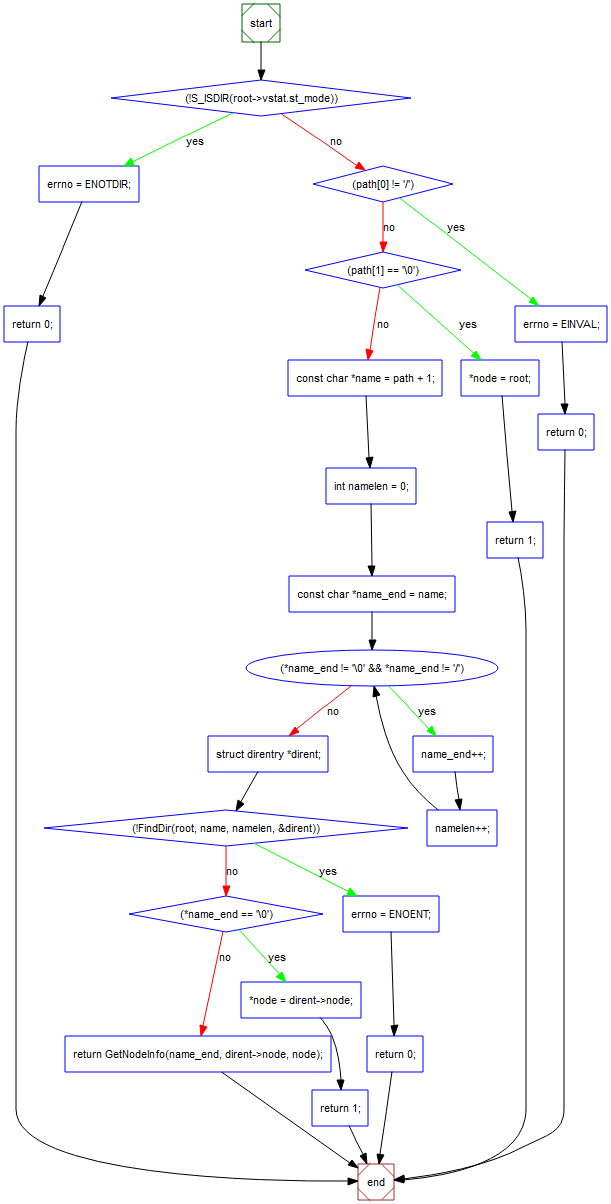 start
(!S_ISDIR(root->vstat.st_mode))
yes
no
errno = ENOTDIR;
(path[0] != '/')
no
yes
(path[1] == '\0')
return 0;
errno = EINVAL;
no
yes
const char *name = path + 1;
*node = root;
return 0;
int namelen = 0;
return 1;
const char *name_end = name;
(*name_end != '\0' && *name_end != '/')
no
yes
struct direntry *dirent;
name_end++;
(!FindDir(root, name, namelen, &dirent))
namelen++;
no
yes
(*name_end == '\0')
errno = ENOENT;
no
yes
*node = dirent->node;
return GetNodeInfo(name_end, dirent->node, node);
return 0;
return 1;
end